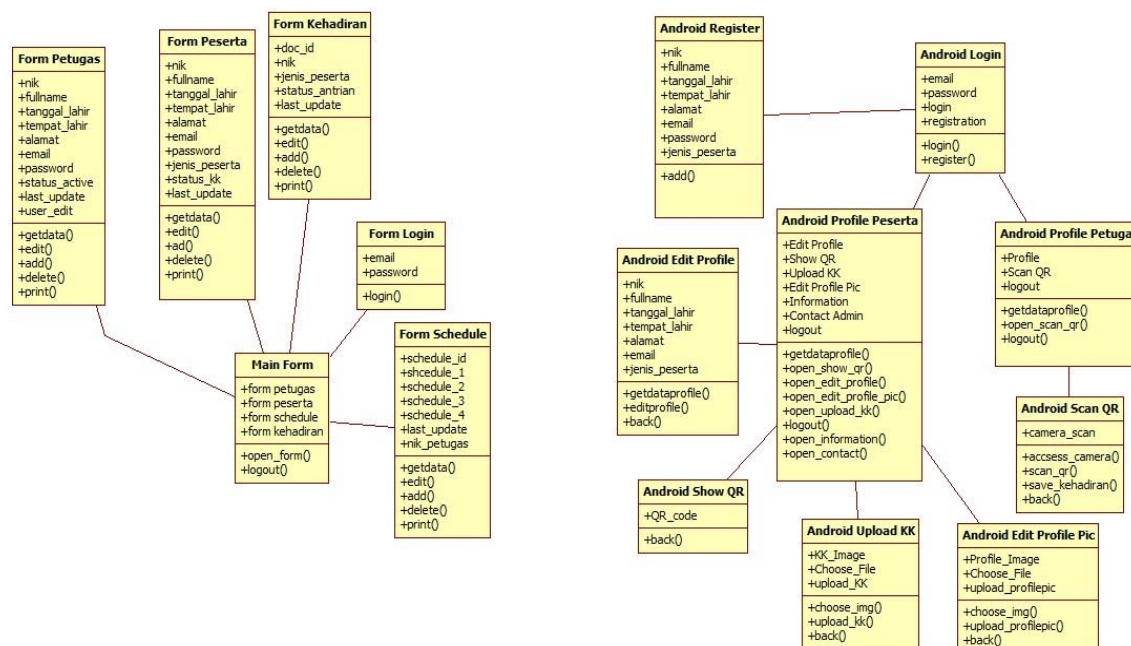 Form Petugas
+nik
+fullname
+tanggal_lahir
+tempat_lahir
+alamat
+email
+password
+status_active
+last_update
+user_edit
+getdata()
+edit()
+add()
+delete()
+print()
Form Peserta
+nik
+fullname
+tanggal_lahir
+tempat_lahir
+alamat
+email
+password
+jenis_peserta
+status_kk
+last_update
+getdata()
+edit()
+ad()
+delete()
+print()
Form Kehadiran
+doc_id
+nik
+jenis_peserta
+status_antrian
+last_update
+getdata()
+edit()
+add()
+delete()
+print()
Form Login
+email
+password
+login()
Main Form
+form petugas
+form peserta
+form schedule
+form kehadiran
+open_form()
+logout()
Form Schedule
+schedule_id
+shcedule_1
+schedule_2
+schedule_3
+schedule_4
+last_update
+nik_petugas
+getdata()
+edit()
+add()
+delete()
+print()
Android Register
+nik
+fullname
+tanggal_lahir
+tempat_lahir
+alamat
+email
+password
+jenis_peserta
+add()
Android Login
+email
+password
+login
+registration
+login()
+register()
Android Profile Peserta
+Edit Profile
+Show QR
+Upload KK
+Edit Profile Pic
+Information
+Contact Admin
+logout
+getdataprofile()
+open_show_qr()
+open_edit_profile()
+open_edit_profile_pic()
+open_upload_kk()
+logout()
+open_information()
+open_contact()
Android Profile Petuga
+Profile
+Scan QR
+logout
+getdataprofile()
+open_scan_qr()
+logout()
Android Edit Profile
+nik
+fullname
+tanggal_lahir
+tempat_lahir
+alamat
+email
+jenis_peserta
+getdataprofile()
+editprofile()
+back()
Android Scan QR
+camera_scan
+accsess_camera()
+scan_qr()
+save_kehadiran()
+back()
Android Show QR
+QR_code
+back()
Android Upload KK
+KK_Image
+Choose_File
+upload_KK
+choose_img()
+upload_kk()
+back()
Android Edit Profile Pic
+Profile_Image
+Choose_File
+upload_profilepic
+choose_img()
+upload_profilepic()
+back()